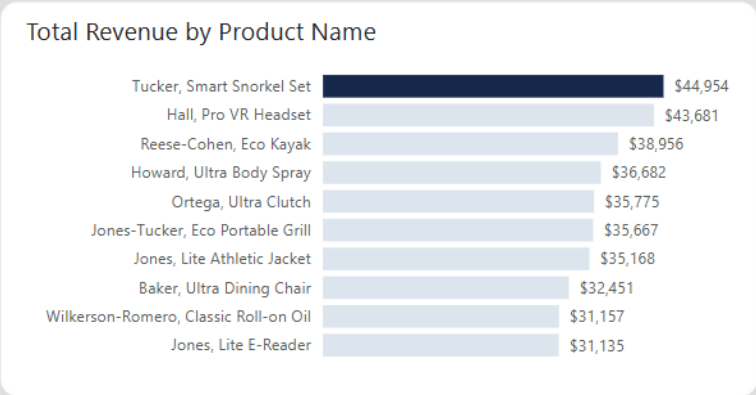 Total Revenue by Product Name
Tucker, Smart Snorkel Set $44,954
Hall, Pro VR Headset $43,681
Reese-Cohen, Eco Kayak $38,956
Howard, Ultra Body Spray $36,682
Ortega, Ultra Clutch $35,775
Jones-Tucker, Eco Portable Grill $35,667
Jones, Lite Athletic Jacket $35,168
Baker, Ultra Dining Chair $32,451
Wilkerson-Romero, Classic Roll-on Oil $31,157
Jones, Lite E-Reader $31,135